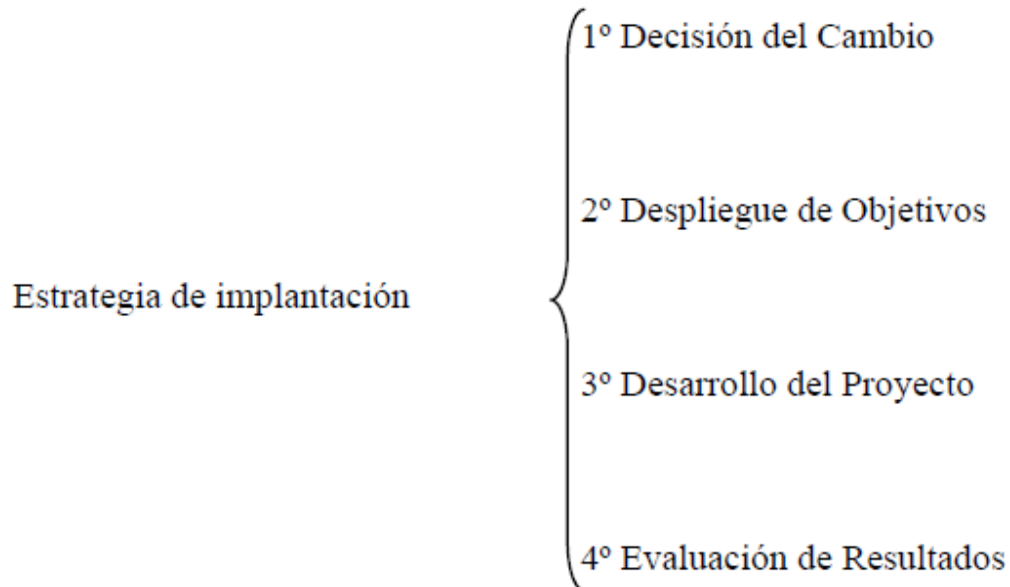 1º Decisión del Cambio
2º Despliegue de Objetivos
Estrategia de implantación
3º Desarrollo del Proyecto
4º Evaluación de Resultados